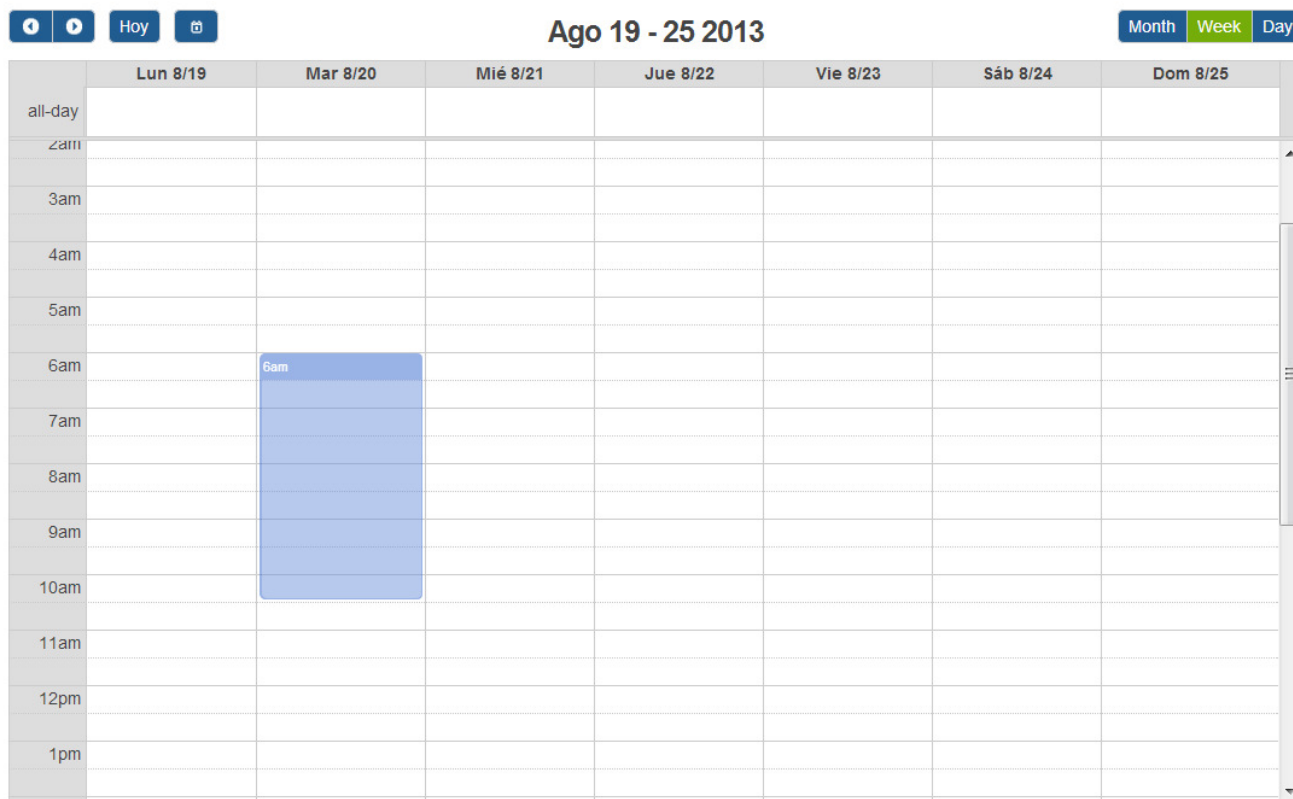 Hoy
Ago 19 - 25 2013
Month Week Day
Lun 8/19 Mar 8/20 Mié 8/21 Jue 8/22 Vie 8/23 Sáb 8/24 Dom 8/25
all-day
2am
3am
4am
5am
6am 6am
7am
8am
9am
10am
11am
12pm
1pm